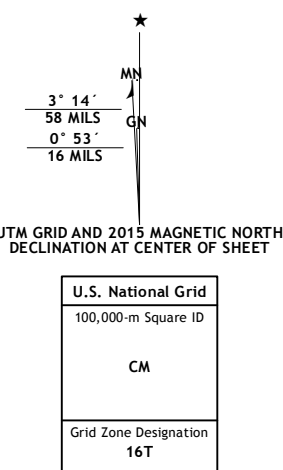 ★
MN
3° 14´
58 MILS
GN
0° 53´
16 MILS
UTM GRID AND 2015 MAGNETIC NORTH
DECLINATION AT CENTER OF SHEET
U.S. National Grid
100,000-m Square ID
CM
Grid Zone Designation
16T